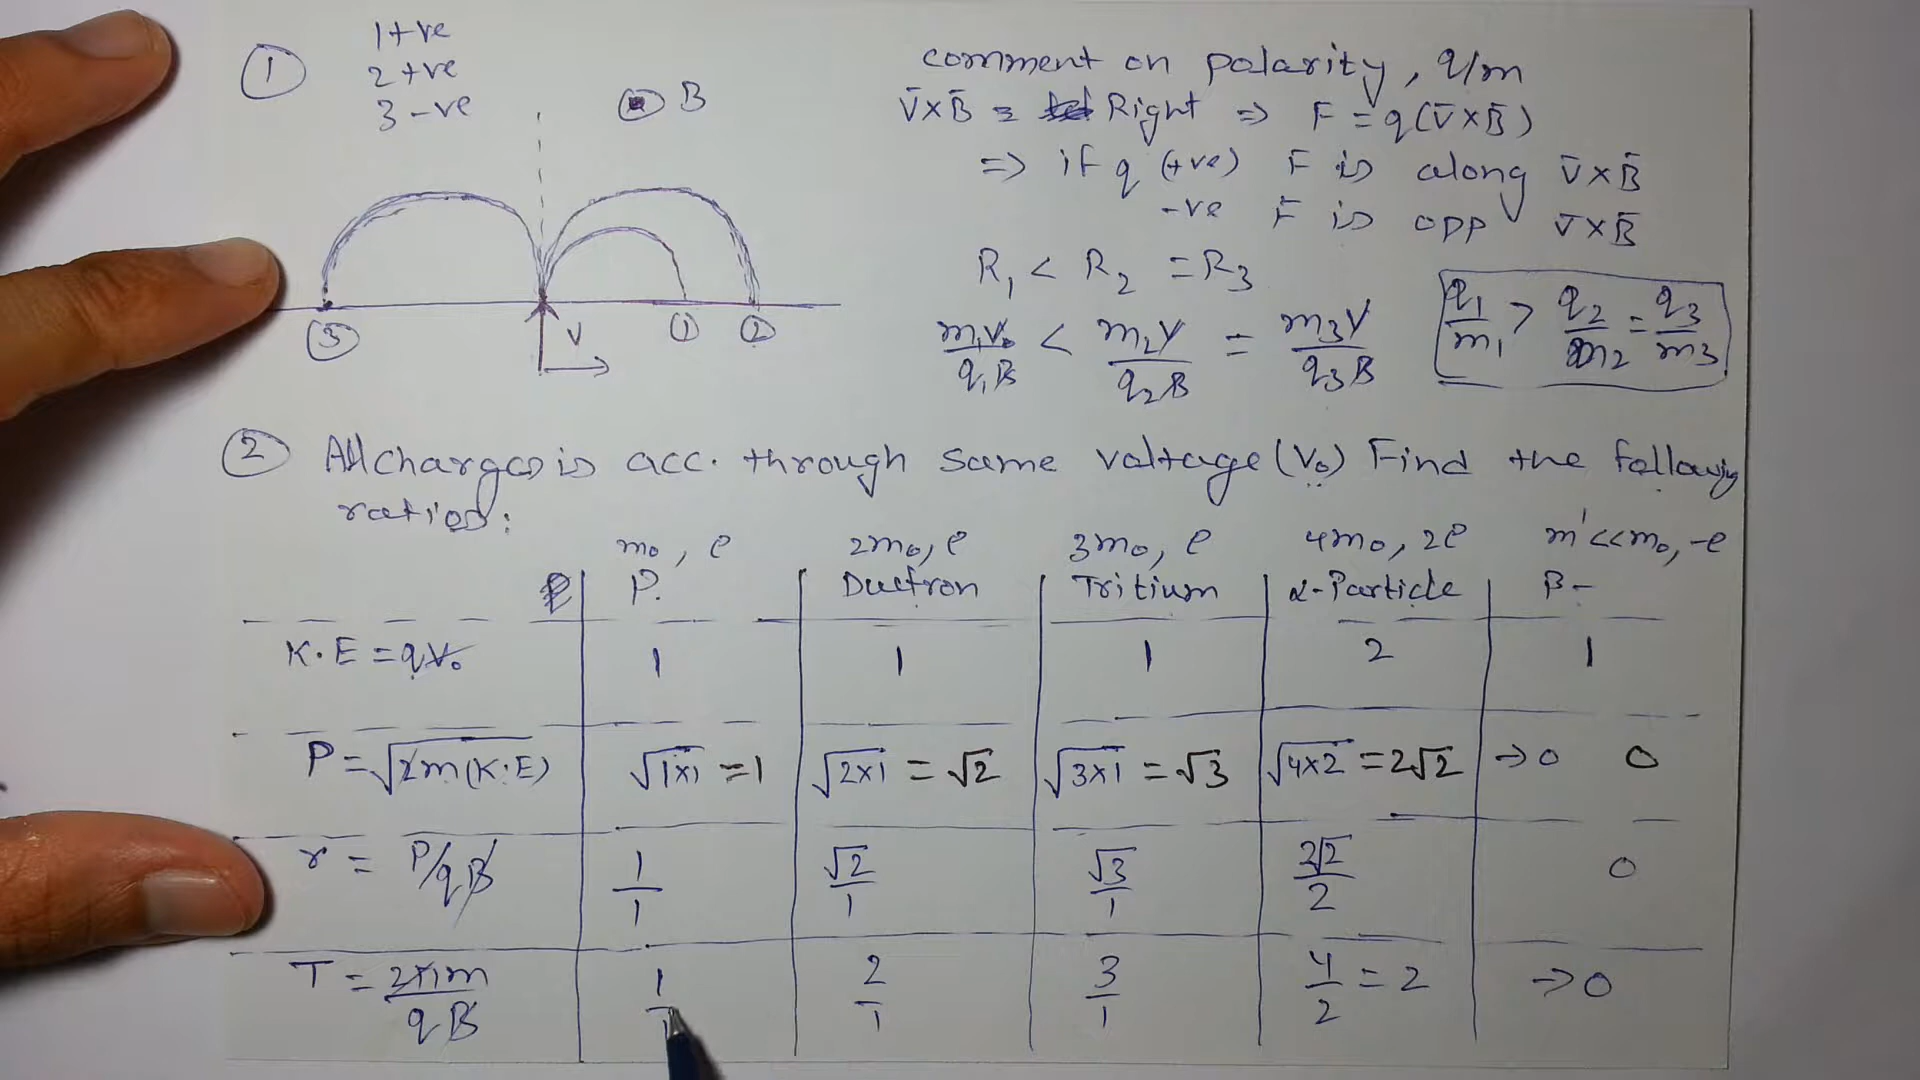 ① 1+ve
2+ve
3-ve
B
③ V ① ②
comment on polarity, q/m
V̄×B̄ = Right ⇒ F = q(V̄×B̄)
⇒ if q (+ve) F is along V̄×B̄
-ve F is opp V̄×B̄
R₁ < R₂ = R₃
m₁V/q₁B < m₂V/q₂B = m₃V/q₃B
q₁/m₁ > q₂/m₂ = q₃/m₃
② All charges is acc. through same voltage (V₀) Find the following
ratios:
m₀, e 2m₀, e 3m₀, e 4m₀, 2e m'<<m₀, -e
P. Duetron Tritium α-Particle β-
K.E = qV₀ 1 1 1 2 1
P = √2m(K.E) √1×1 = 1 √2×1 = √2 √3×1 = √3 √4×2 = 2√2 →0 0
r = P/qB 1/1 √2/1 √3/1 2√2/2 0
T = 2πm/qB 1/1 2/1 3/1 4/2 = 2 →0